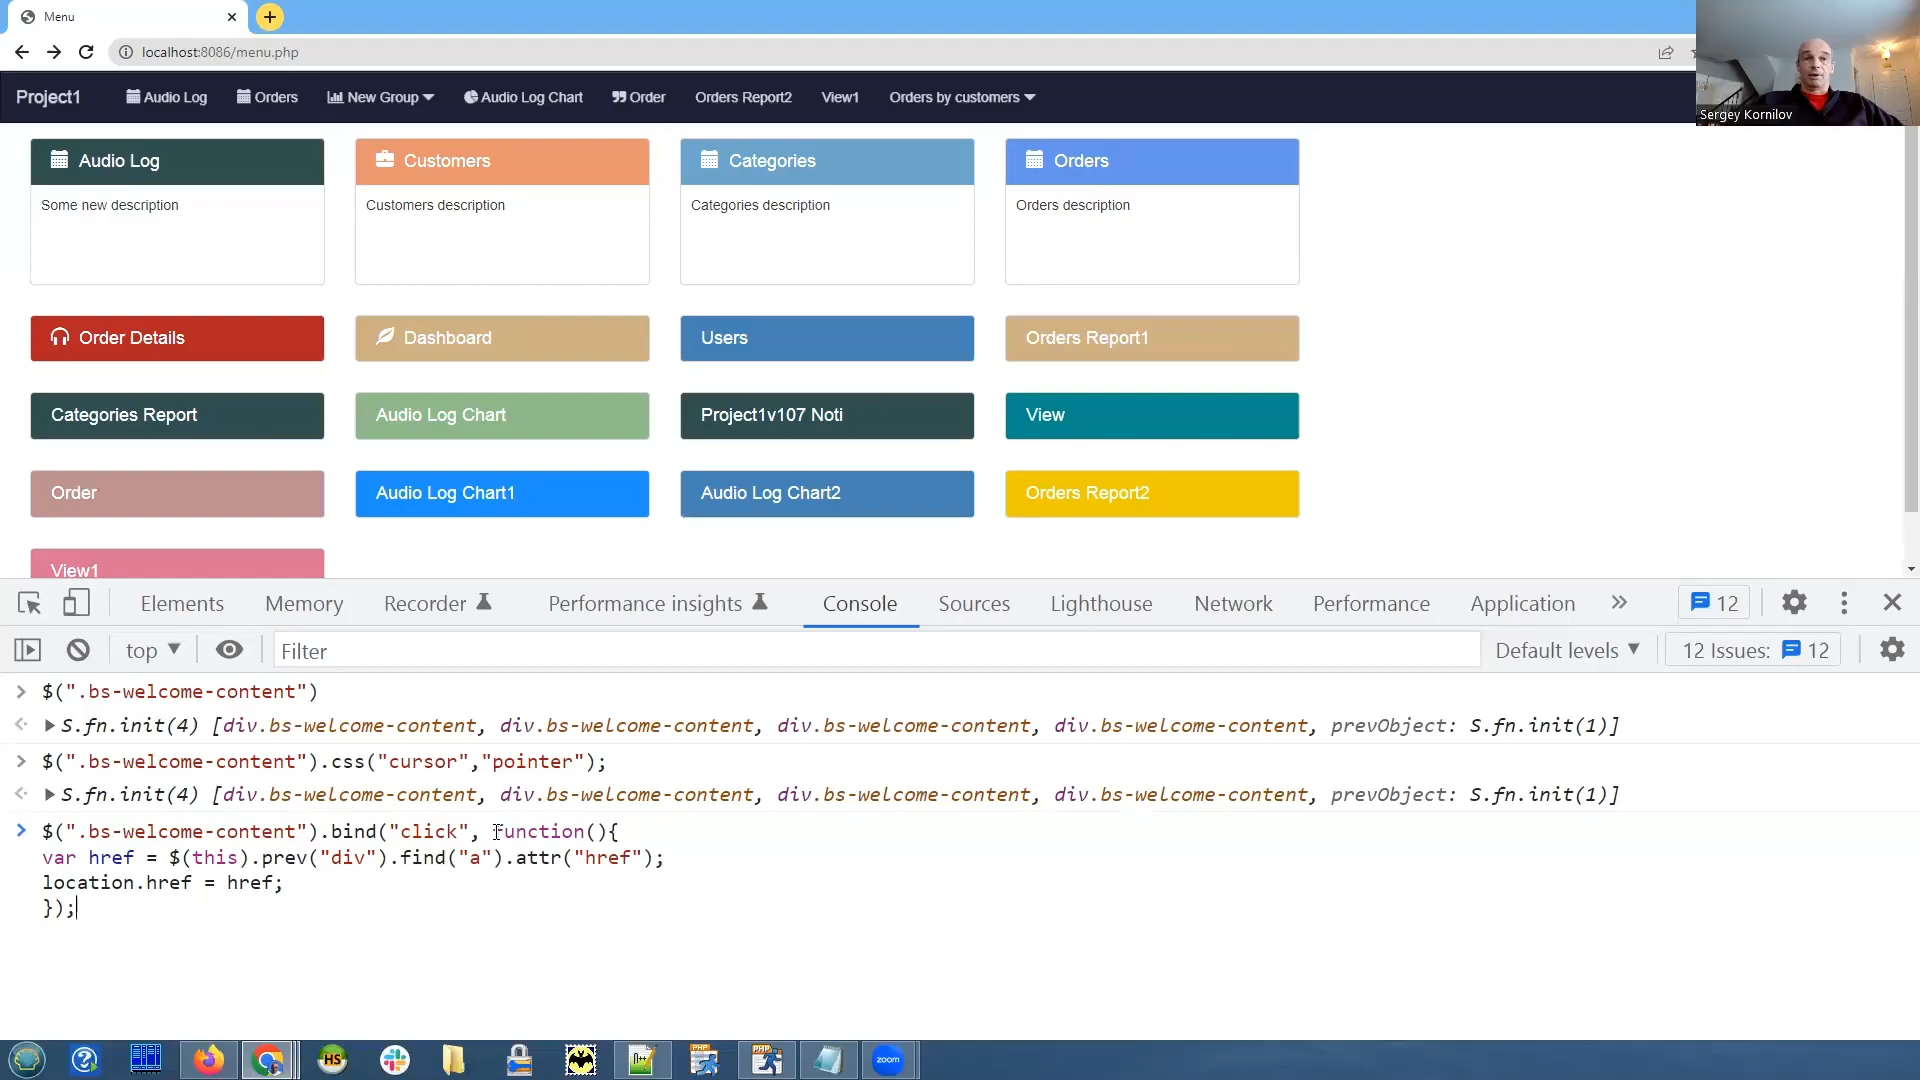 Menu
localhost:8086/menu.php
Project1 Audio Log Orders New Group Audio Log Chart Order Orders Report2 View1 Orders by customers
Sergey Kornilov
Audio Log Customers Categories Orders
Some new description Customers description Categories description Orders description
Order Details Dashboard Users Orders Report1
Categories Report Audio Log Chart Project1v107 Noti View
Order Audio Log Chart1 Audio Log Chart2 Orders Report2
View1
Elements Memory Recorder Performance insights Console Sources Lighthouse Network Performance Application 12
top Filter Default levels 12 Issues: 12
$(".bs-welcome-content")
S.fn.init(4) [div.bs-welcome-content, div.bs-welcome-content, div.bs-welcome-content, div.bs-welcome-content, prevObject: S.fn.init(1)]
$(".bs-welcome-content").css("cursor","pointer");
S.fn.init(4) [div.bs-welcome-content, div.bs-welcome-content, div.bs-welcome-content, div.bs-welcome-content, prevObject: S.fn.init(1)]
$(".bs-welcome-content").bind("click", function(){
var href = $(this).prev("div").find("a").attr("href");
location.href = href;
});
HS n++ PHP PHP zoom